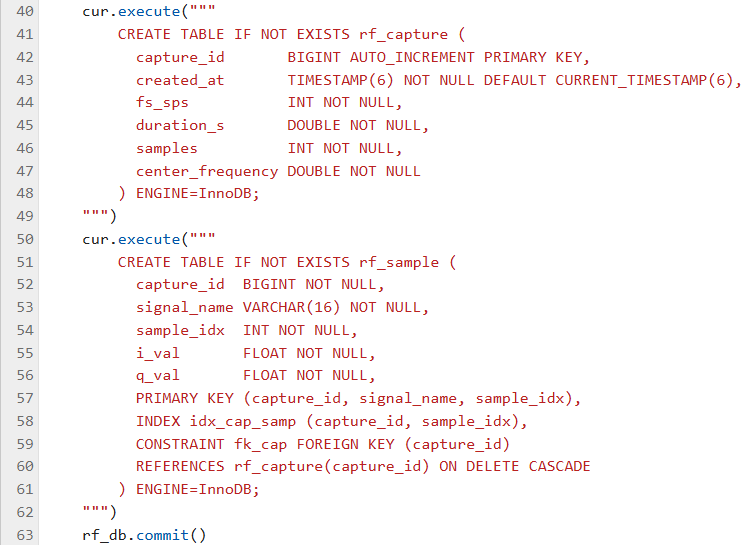 40 cur.execute("""
41 CREATE TABLE IF NOT EXISTS rf_capture (
42 capture_id BIGINT AUTO_INCREMENT PRIMARY KEY,
43 created_at TIMESTAMP(6) NOT NULL DEFAULT CURRENT_TIMESTAMP(6),
44 fs_sps INT NOT NULL,
45 duration_s DOUBLE NOT NULL,
46 samples INT NOT NULL,
47 center_frequency DOUBLE NOT NULL
48 ) ENGINE=InnoDB;
49 """)
50 cur.execute("""
51 CREATE TABLE IF NOT EXISTS rf_sample (
52 capture_id BIGINT NOT NULL,
53 signal_name VARCHAR(16) NOT NULL,
54 sample_idx INT NOT NULL,
55 i_val FLOAT NOT NULL,
56 q_val FLOAT NOT NULL,
57 PRIMARY KEY (capture_id, signal_name, sample_idx),
58 INDEX idx_cap_samp (capture_id, sample_idx),
59 CONSTRAINT fk_cap FOREIGN KEY (capture_id)
60 REFERENCES rf_capture(capture_id) ON DELETE CASCADE
61 ) ENGINE=InnoDB;
62 """)
63 rf_db.commit()